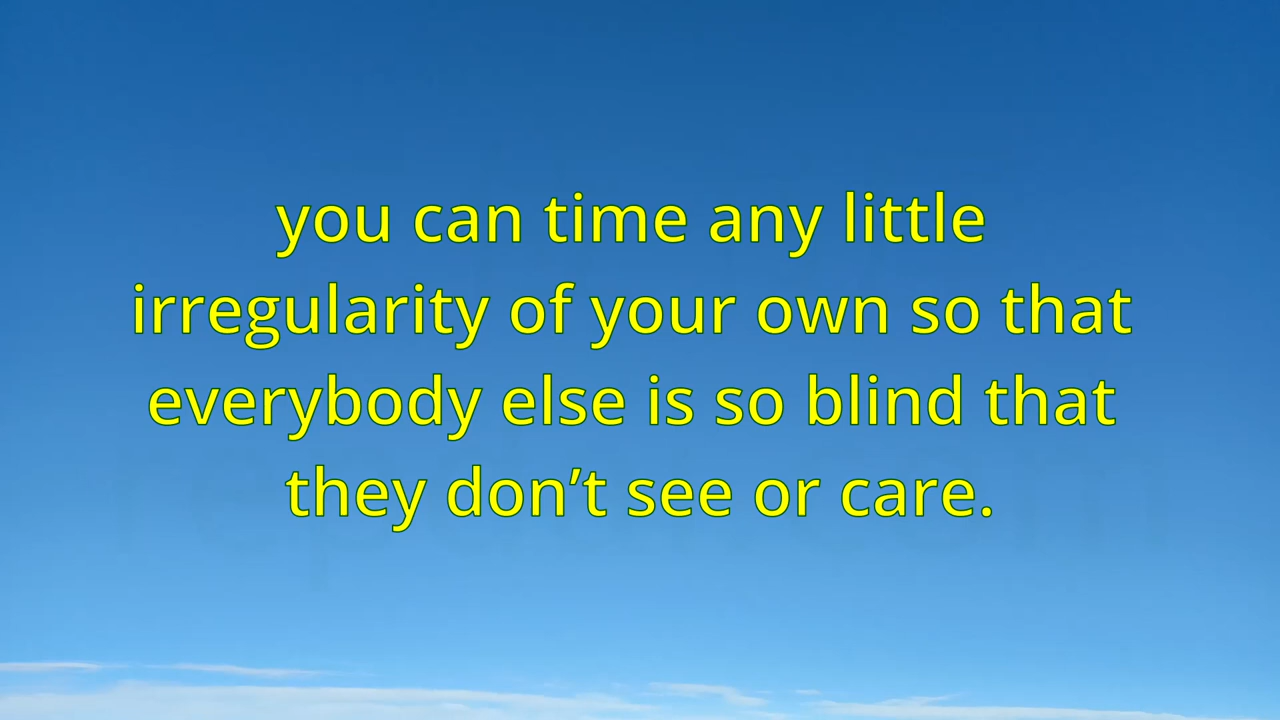 you can time any little
irregularity of your own so that
everybody else is so blind that
they don’t see or care.